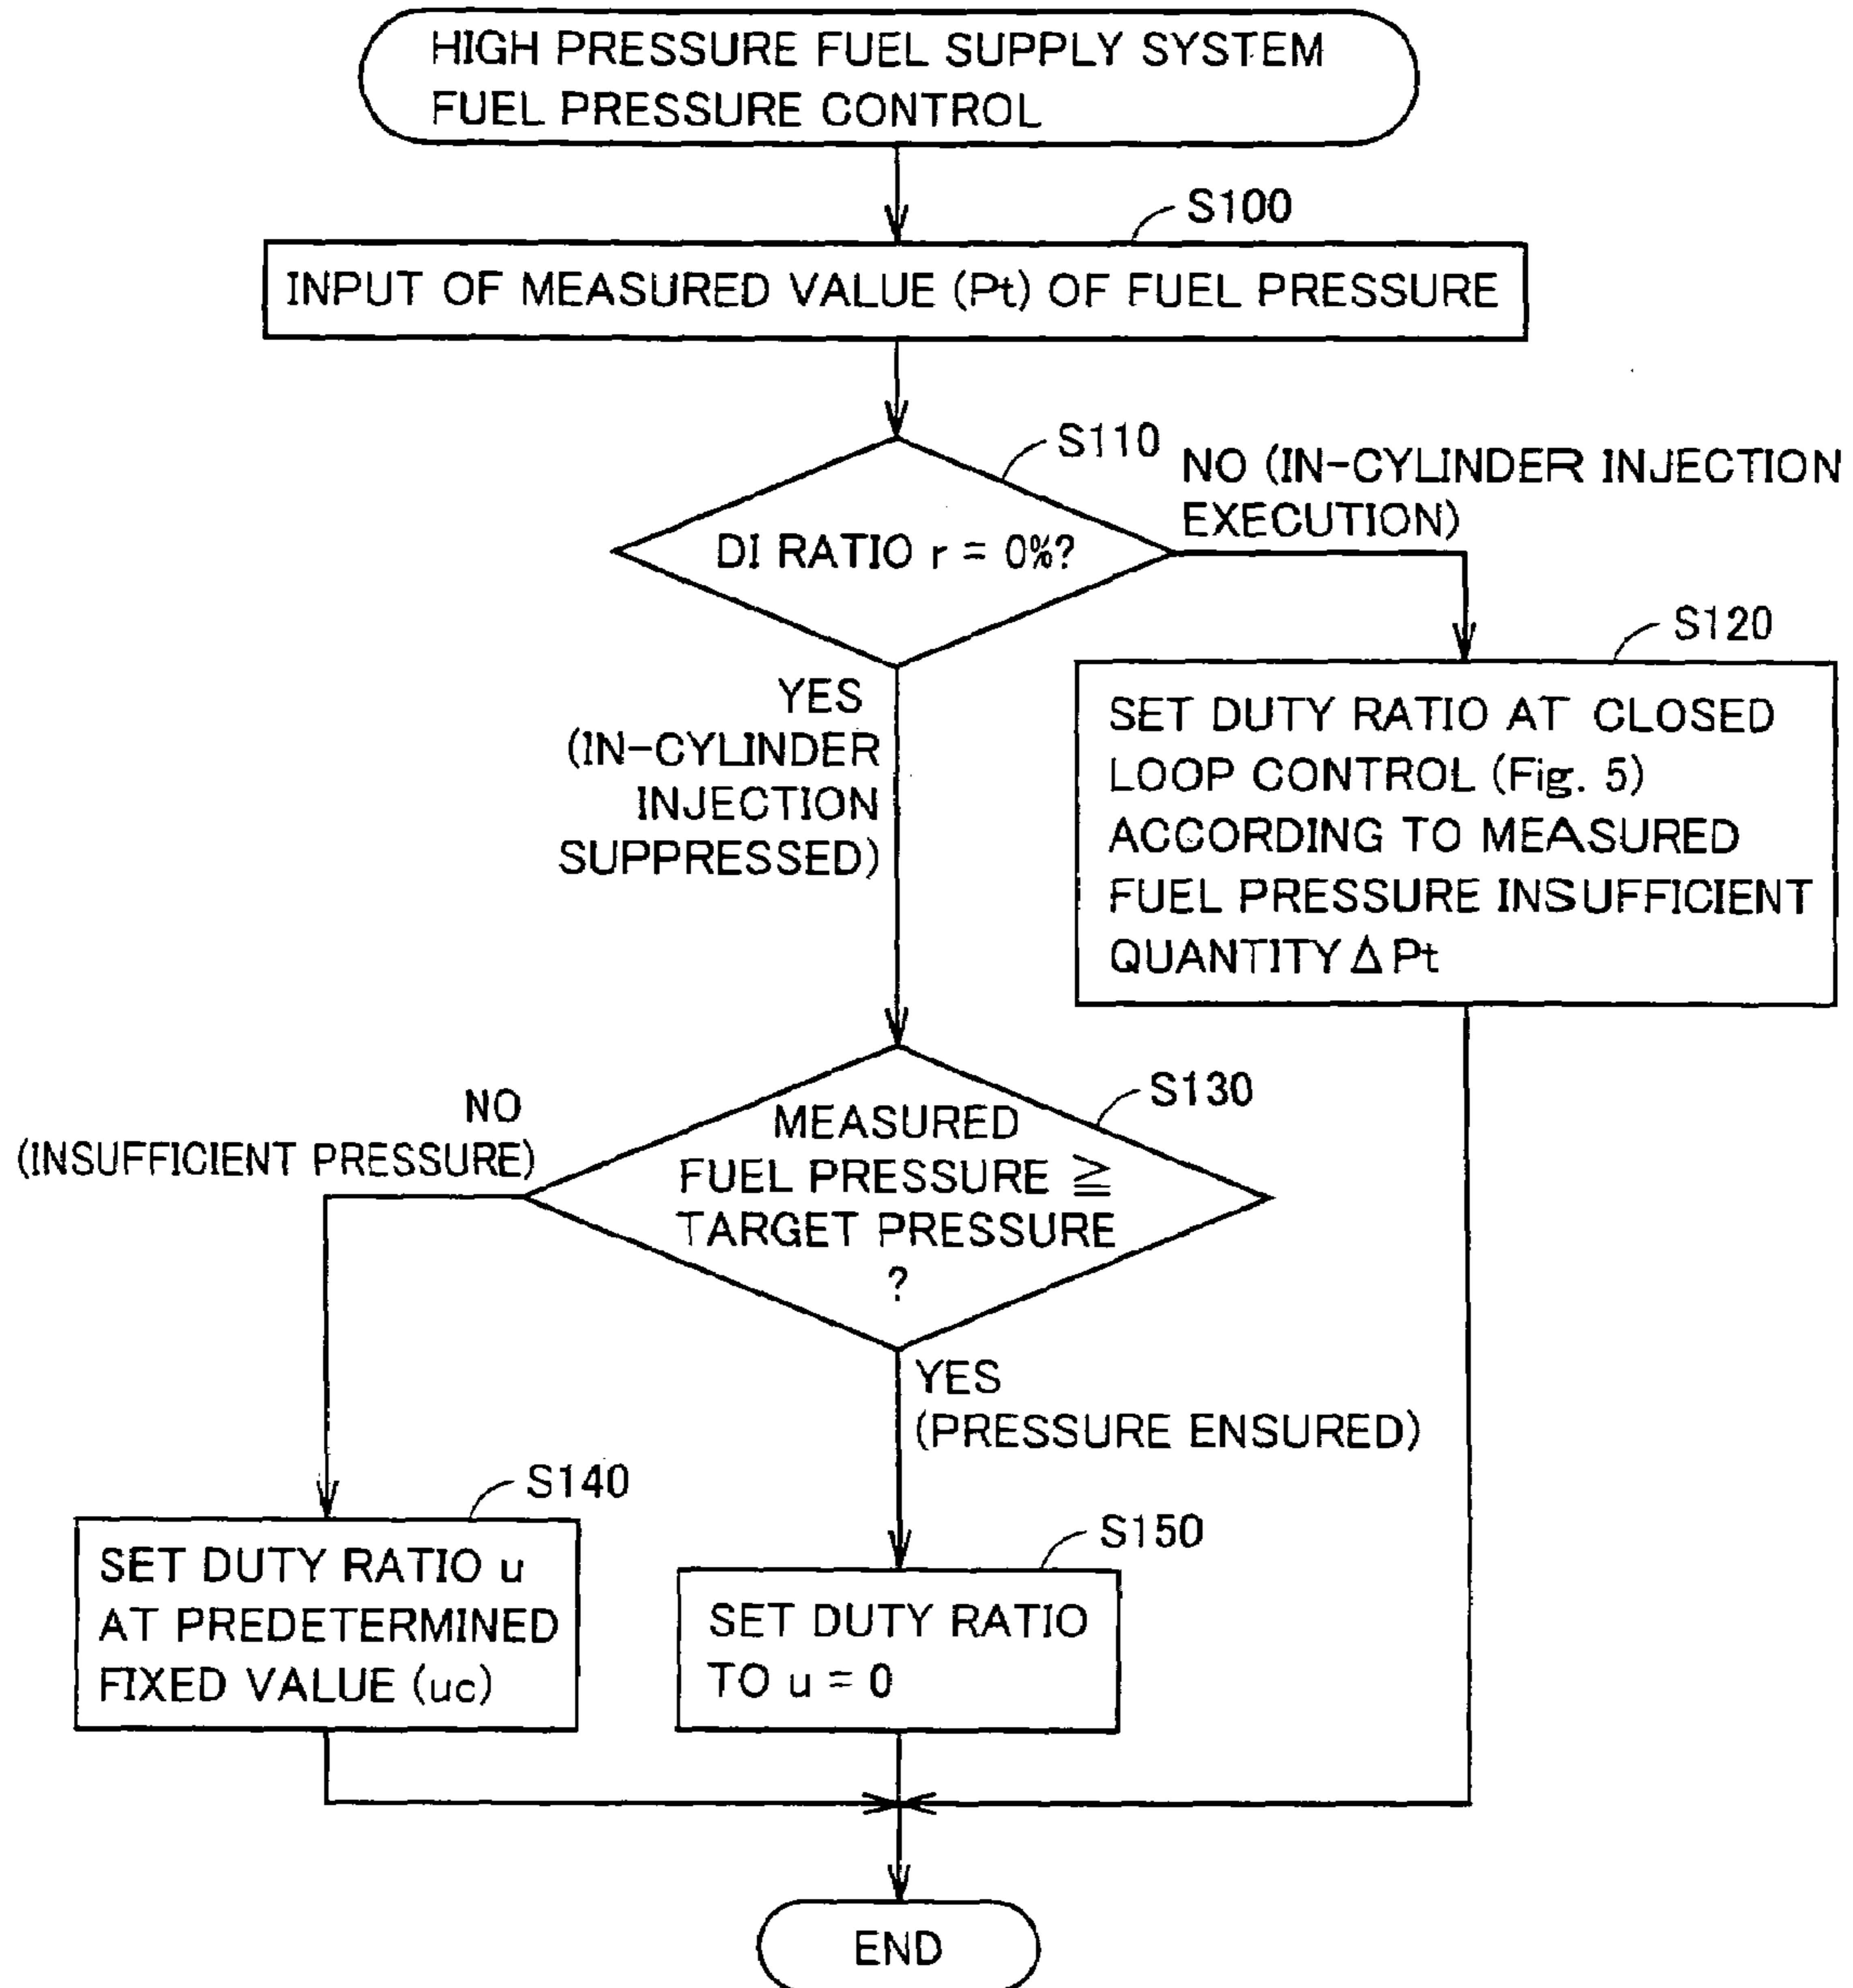 HIGH PRESSURE FUEL SUPPLY SYSTEM
FUEL PRESSURE CONTROL
S100
INPUT OF MEASURED VALUE (Pt) OF FUEL PRESSURE
S110
DI RATIO r = 0%?
NO (IN-CYLINDER INJECTION
EXECUTION)
S120
SET DUTY RATIO AT CLOSED
LOOP CONTROL (Fig. 5)
ACCORDING TO MEASURED
FUEL PRESSURE INSUFFICIENT
QUANTITY Δ Pt
YES
(IN-CYLINDER
INJECTION
SUPPRESSED)
S130
MEASURED
FUEL PRESSURE ≧
TARGET PRESSURE
?
NO
(INSUFFICIENT PRESSURE)
YES
(PRESSURE ENSURED)
S140
SET DUTY RATIO u
AT PREDETERMINED
FIXED VALUE (uc)
S150
SET DUTY RATIO
TO u = 0
END